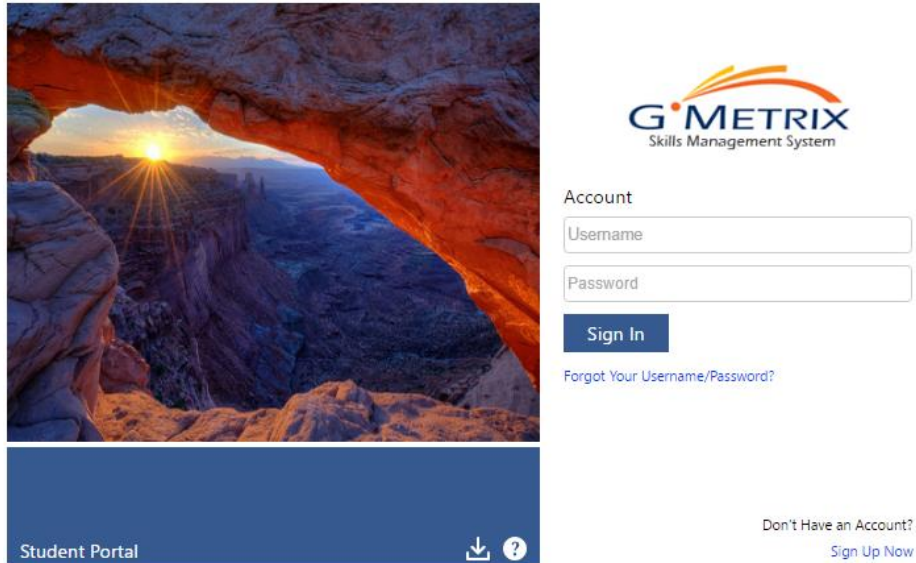 G METRIX
Skills Management System
Account
Username
Password
Sign In
Forgot Your Username/Password?
Student Portal
?
Don't Have an Account?
Sign Up Now